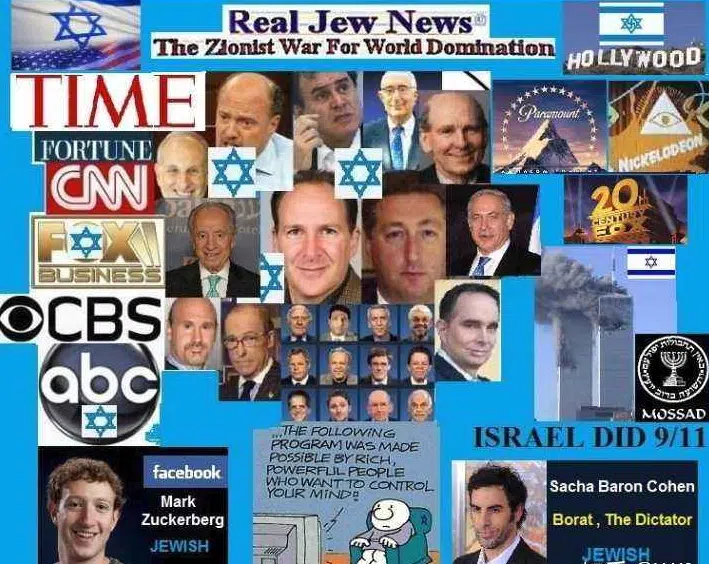 Real Jew News
The Zionist War For World Domination
HOLLYWOOD
TIME
FORTUNE
CNN
FOX
BUSINESS
CBS
abc
Paramount
NICKELODEON
20
CENTURY
FOX
MOSSAD
ISRAEL DID 9/11
...THE FOLLOWING
PROGRAM WAS MADE
POSSIBLE BY RICH,
POWERFUL PEOPLE
WHO WANT TO CONTROL
YOUR MIND!
facebook
Mark
Zuckerberg
JEWISH
Sacha Baron Cohen
Borat , The Dictator
JEWISH